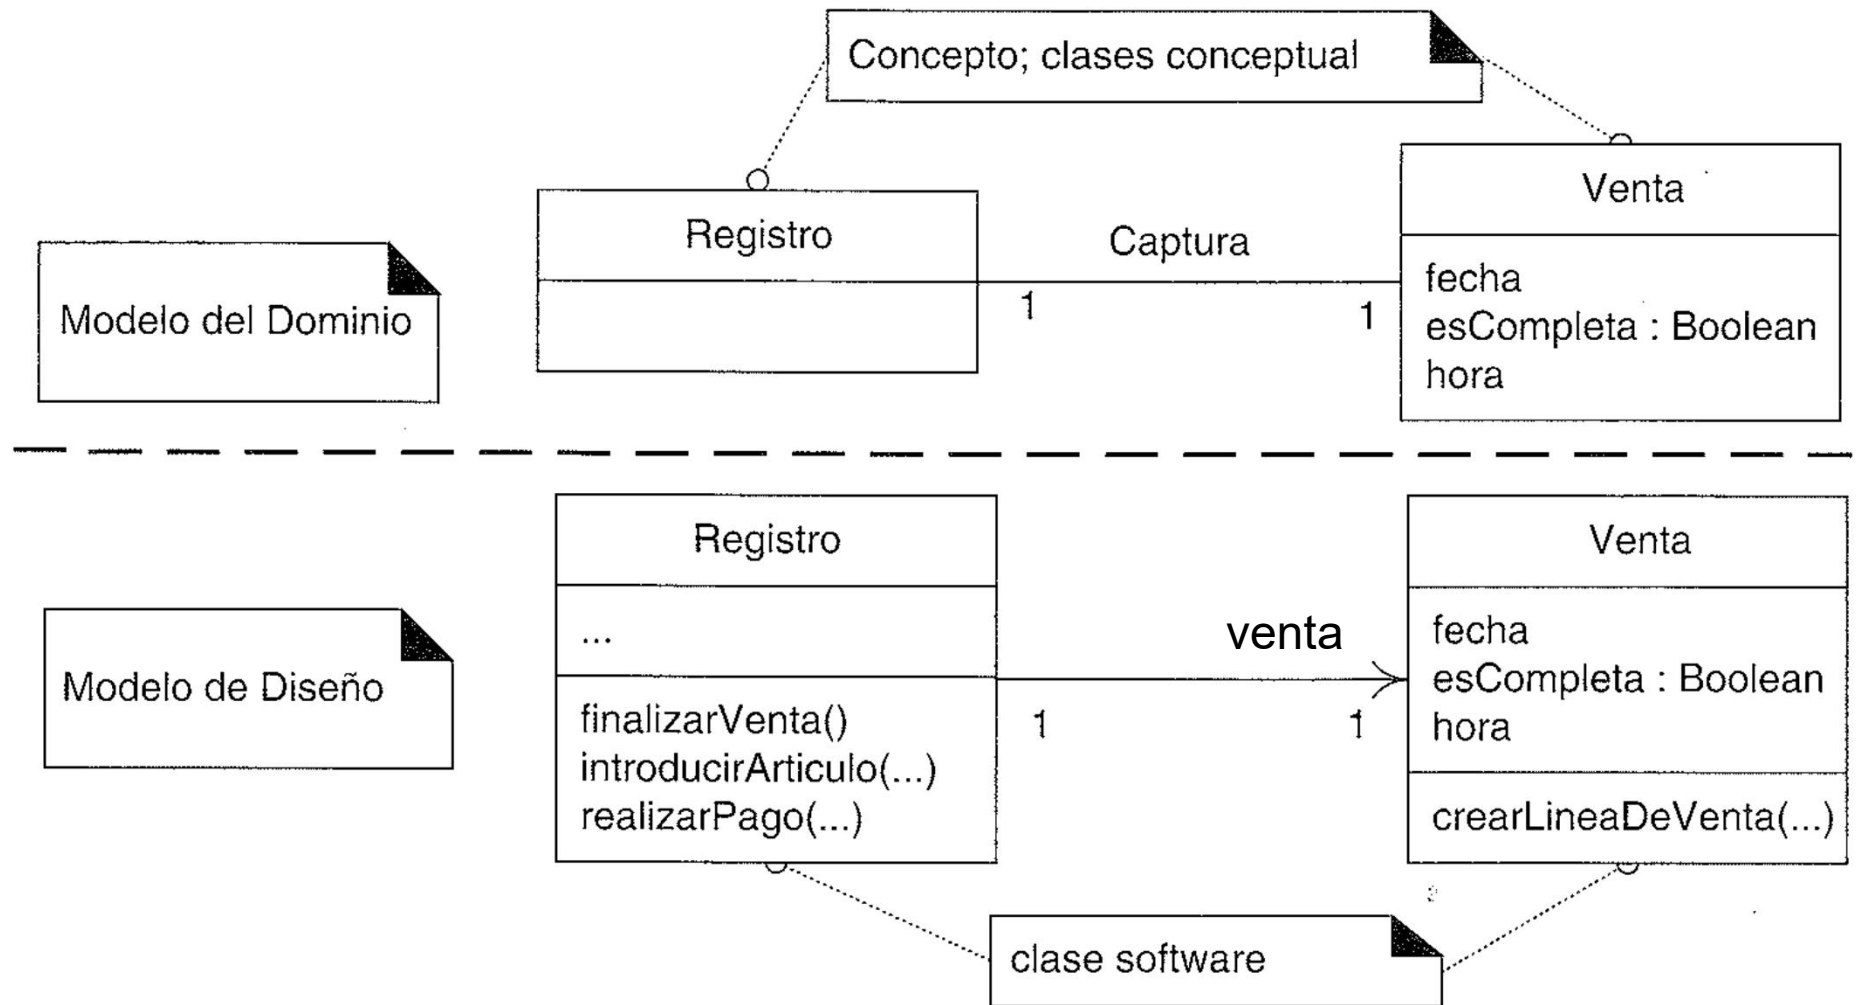 Concepto; clases conceptual
Venta
Registro
Captura
fecha
1
1
esCompleta : Boolean
hora
Modelo del Dominio
Registro
Venta
...
venta
fecha
esCompleta : Boolean
hora
Modelo de Diseño
1
1
finalizarVenta()
introducirArticulo(...)
realizarPago(...)
crearLineaDeVenta(...)
clase software